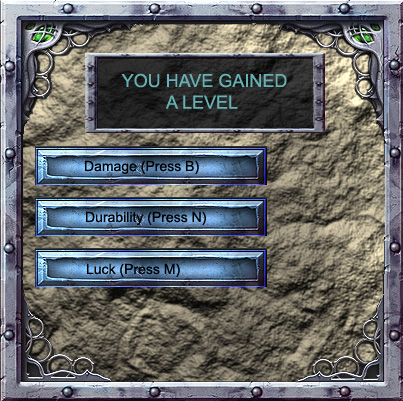 YOU HAVE GAINED
A LEVEL
Damage (Press B)
Durability (Press N)
Luck (Press M)